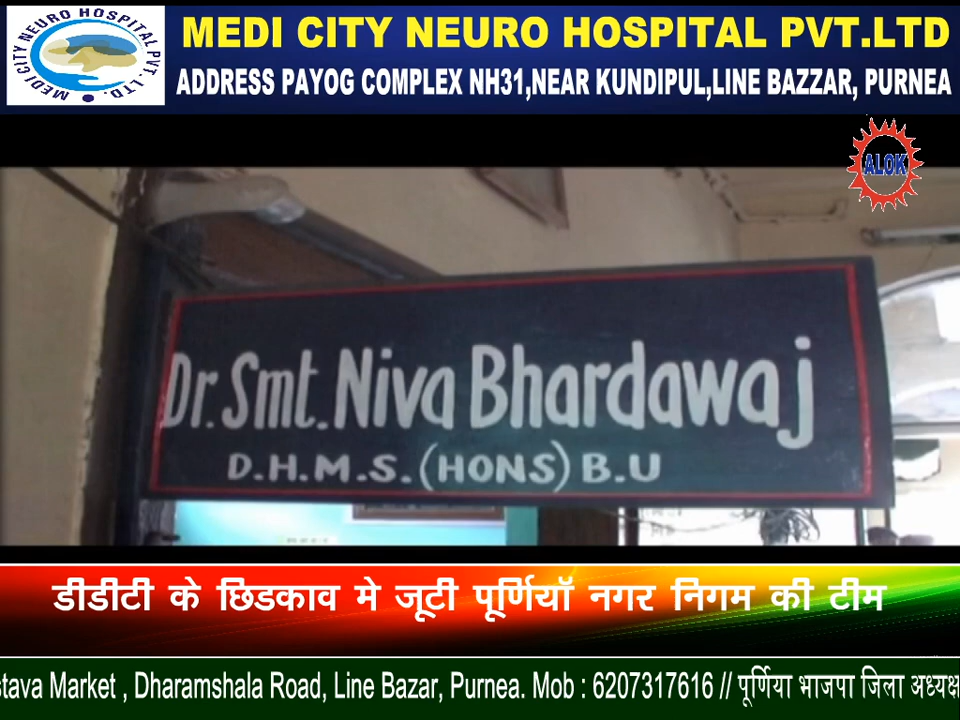 MEDI CITY NEURO HOSPITAL PVT.LTD.
MEDI CITY NEURO HOSPITAL PVT.LTD
ADDRESS PAYOG COMPLEX NH31,NEAR KUNDIPUL,LINE BAZZAR, PURNEA
ALOK
Dr.Smt.Niva Bhardawaj
D.H.M.S.(HONS) B.U
डीडीटी के छिडकाव मे जूटी पूर्णियॉ नगर निगम की टीम
stava Market , Dharamshala Road, Line Bazar, Purnea. Mob : 6207317616 // पूर्णिया भाजपा जिला अध्यक्ष